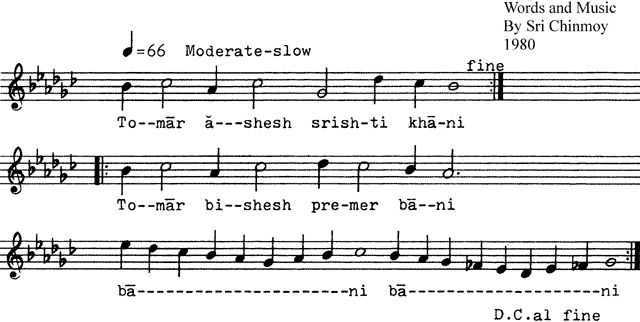 Words and Music
By Sri Chinmoy
1980
♩=66 Moderate-slow
fine
To--mār ă---shesh srish-ti khā-ni
To--mār bi--shesh pre-mer bā--ni
bā----------------------ni bā--------------------ni
D.C.al fine